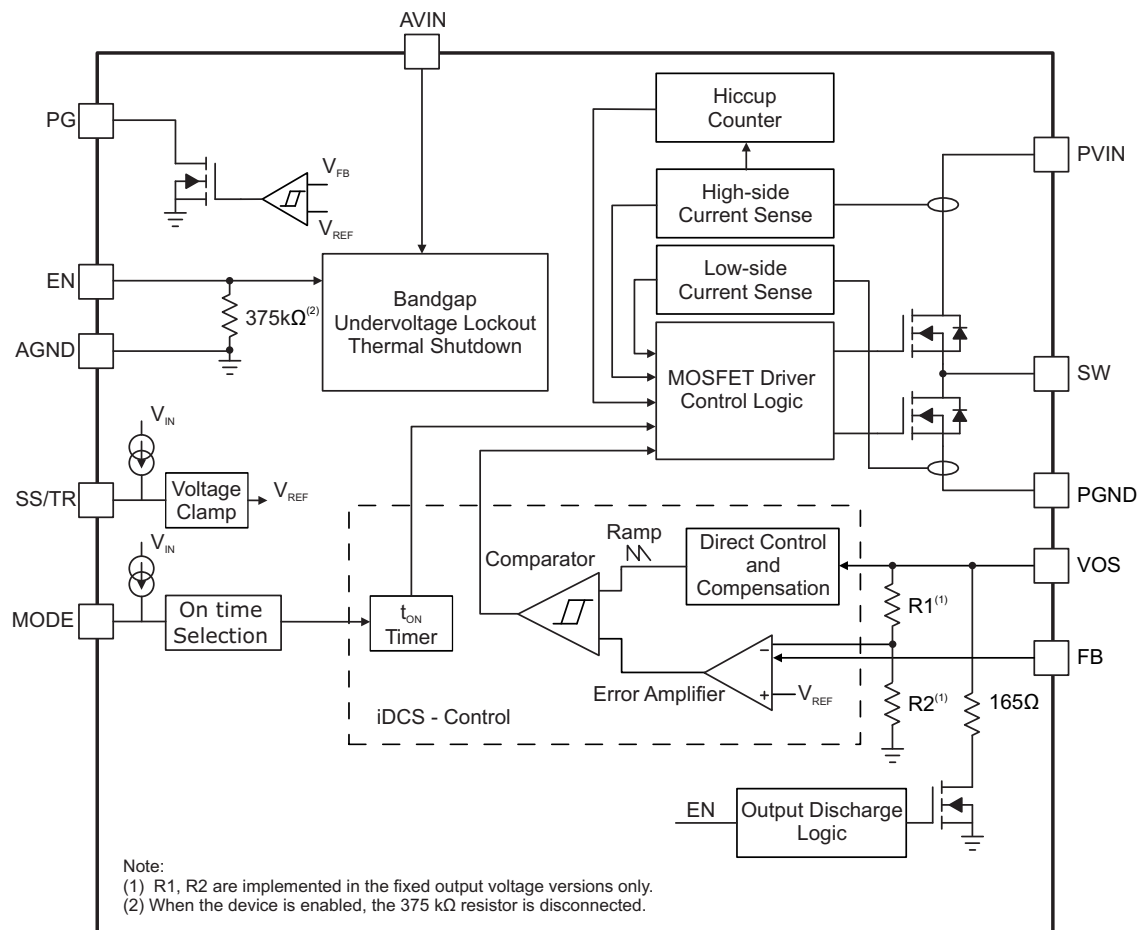 AVIN
PG
V_FB
V_REF
EN
375kΩ(2)
AGND
Bandgap
Undervoltage Lockout
Thermal Shutdown
Hiccup
Counter
High-side
Current Sense
Low-side
Current Sense
MOSFET Driver
Control Logic
PVIN
SW
PGND
V_IN
SS/TR
Voltage
Clamp
V_REF
V_IN
MODE
On time
Selection
t_ON
Timer
Comparator
Ramp
Direct Control
and
Compensation
VOS
R1(1)
FB
Error Amplifier
−
+
V_REF
R2(1)
165Ω
iDCS - Control
EN
Output Discharge
Logic
Note:
(1) R1, R2 are implemented in the fixed output voltage versions only.
(2) When the device is enabled, the 375 kΩ resistor is disconnected.